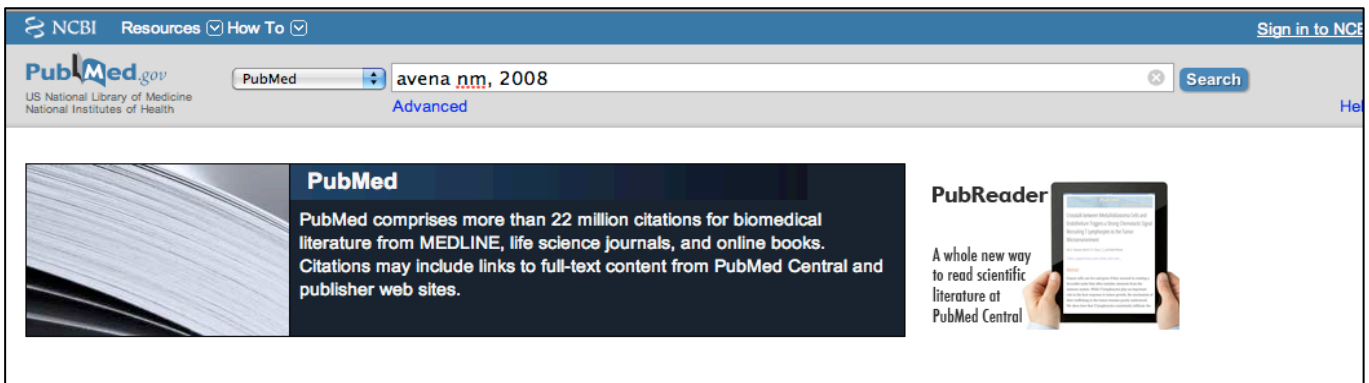 NCBI Resources How To Sign in to NCB
PubMed.gov
US National Library of Medicine
National Institutes of Health
PubMed
avena nm, 2008
Search
Advanced
Hel
PubMed
PubMed comprises more than 22 million citations for biomedical
literature from MEDLINE, life science journals, and online books.
Citations may include links to full-text content from PubMed Central and
publisher web sites.
PubReader
A whole new way
to read scientific
literature at
PubMed Central